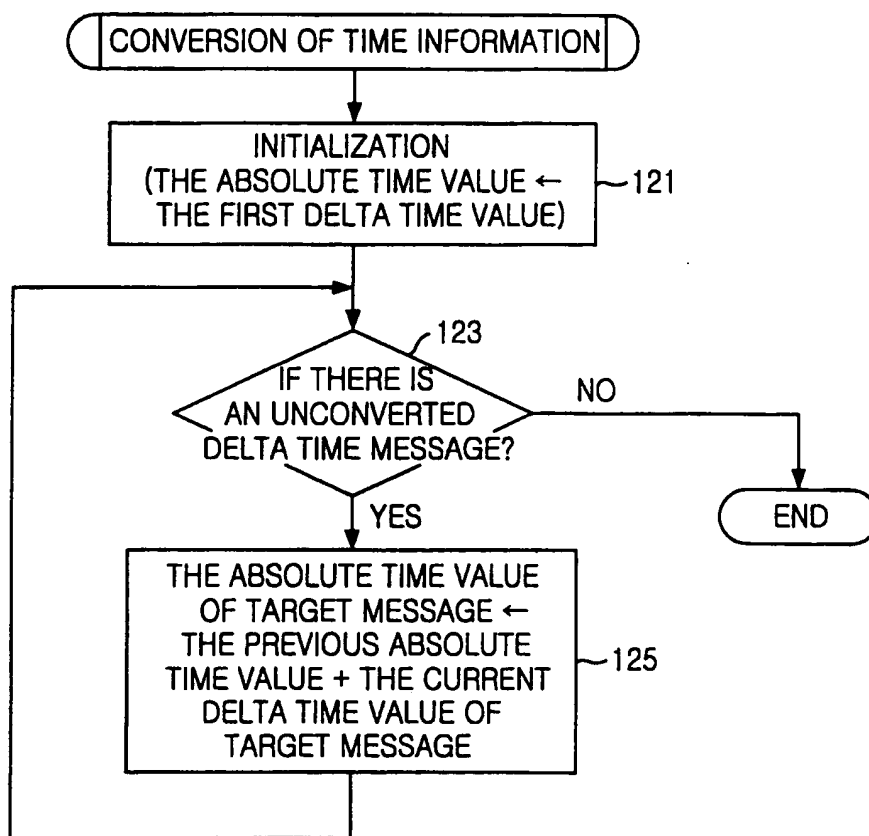 CONVERSION OF TIME INFORMATION
INITIALIZATION
(THE ABSOLUTE TIME VALUE ←
THE FIRST DELTA TIME VALUE)
121
123
IF THERE IS
AN UNCONVERTED
DELTA TIME MESSAGE?
NO
YES
END
THE ABSOLUTE TIME VALUE
OF TARGET MESSAGE ←
THE PREVIOUS ABSOLUTE
TIME VALUE + THE CURRENT
DELTA TIME VALUE OF
TARGET MESSAGE
125